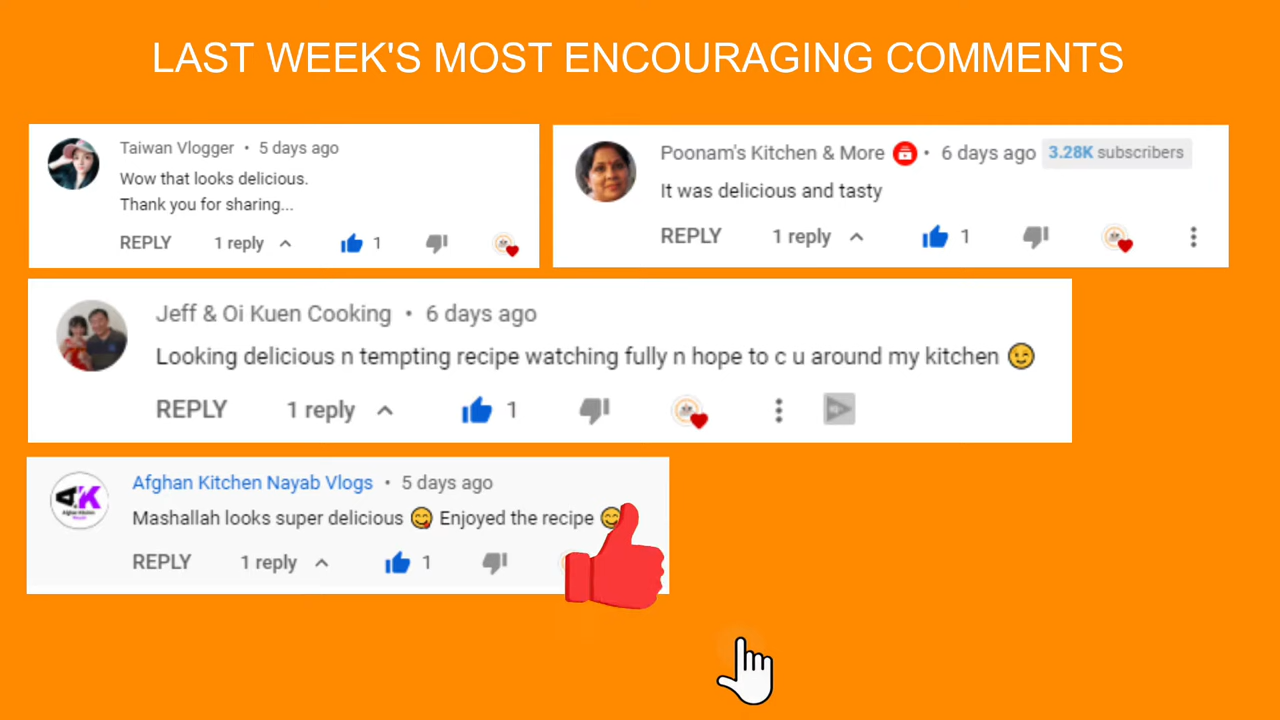 LAST WEEK'S MOST ENCOURAGING COMMENTS
Taiwan Vlogger • 5 days ago
Wow that looks delicious.
Thank you for sharing...
REPLY 1 reply 1
Poonam's Kitchen & More • 6 days ago 3.28K subscribers
It was delicious and tasty
REPLY 1 reply 1
Jeff & Oi Kuen Cooking • 6 days ago
Looking delicious n tempting recipe watching fully n hope to c u around my kitchen 😉
REPLY 1 reply 1
Afghan Kitchen Nayab Vlogs • 5 days ago
Mashallah looks super delicious 😋 Enjoyed the recipe 😋
REPLY 1 reply 1